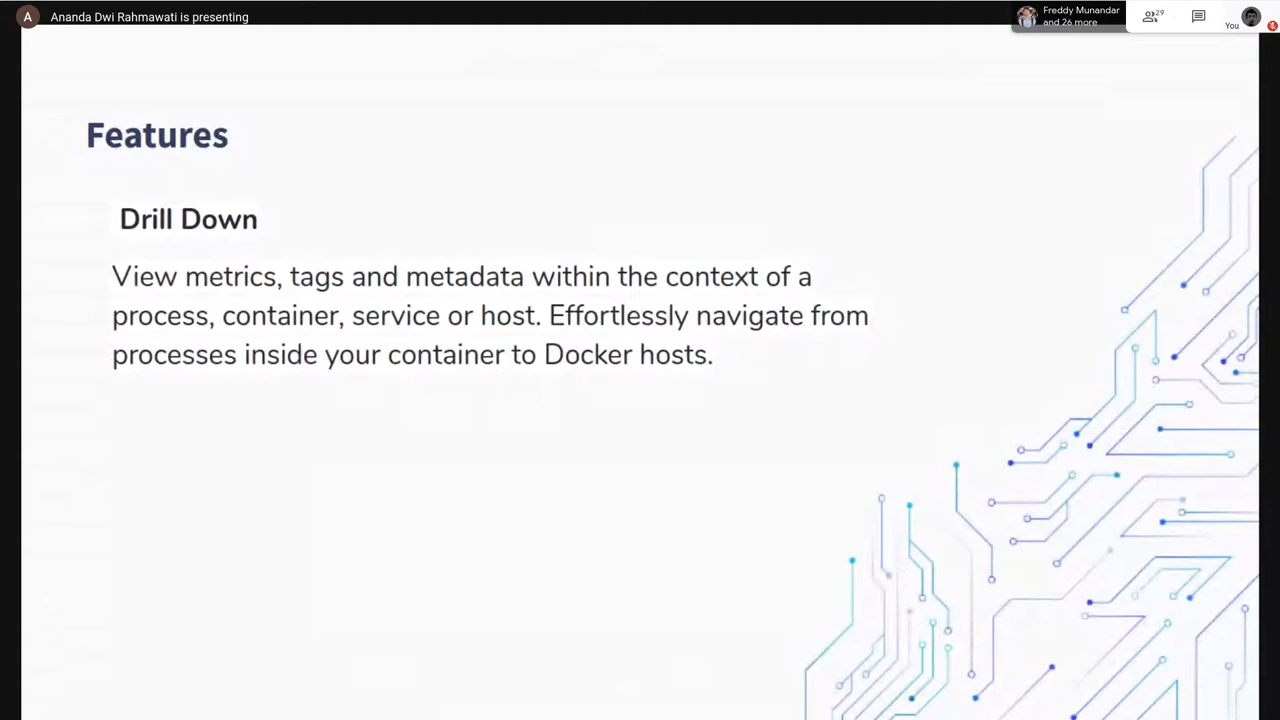 A
Ananda Dwi Rahmawati is presenting
Freddy Munandar
and 26 more
29
You
Features
Drill Down
View metrics, tags and metadata within the context of a
process, container, service or host. Effortlessly navigate from
processes inside your container to Docker hosts.